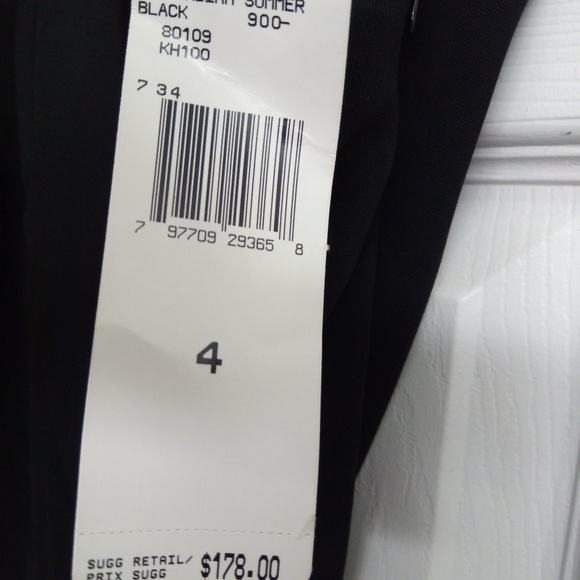 SUMMER
BLACK 900-
80109
KH100
7 34
7 97709 29365 8
4
SUGG RETAIL/ $178.00
PRIX SUGG